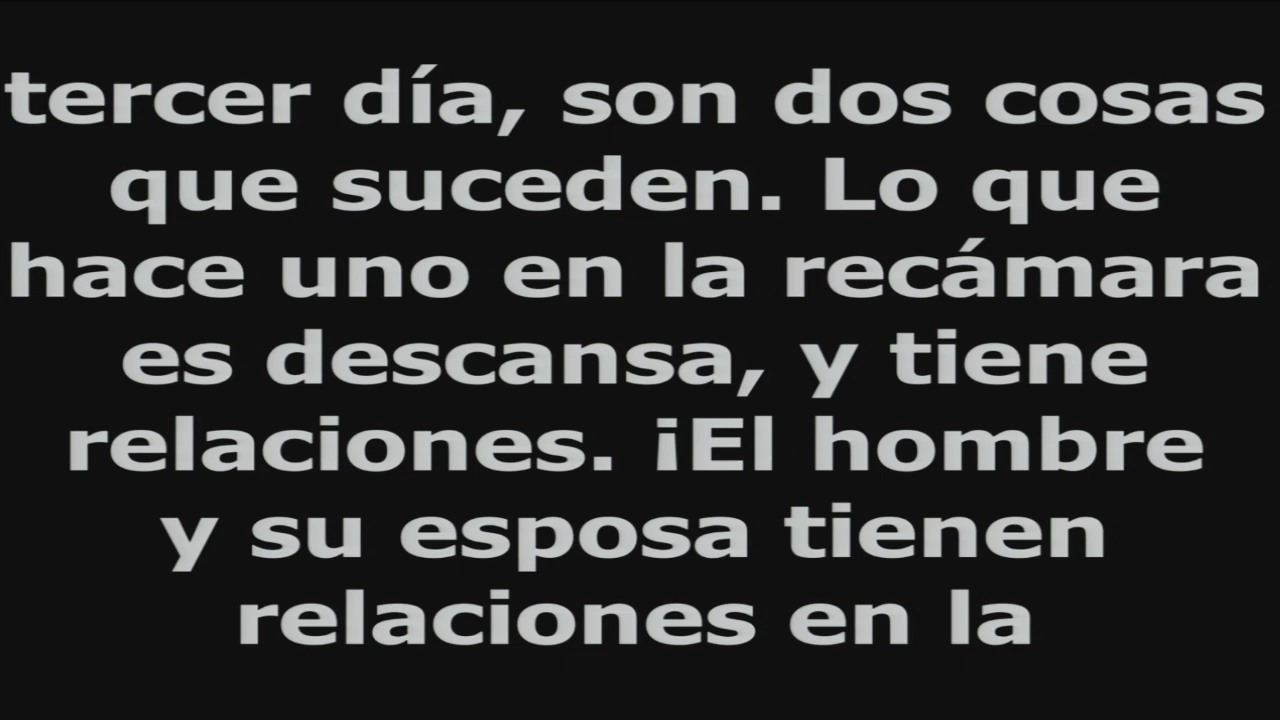 tercer día, son dos cosas
que suceden. Lo que
hace uno en la recámara
es descansa, y tiene
relaciones. ¡El hombre
y su esposa tienen
relaciones en la